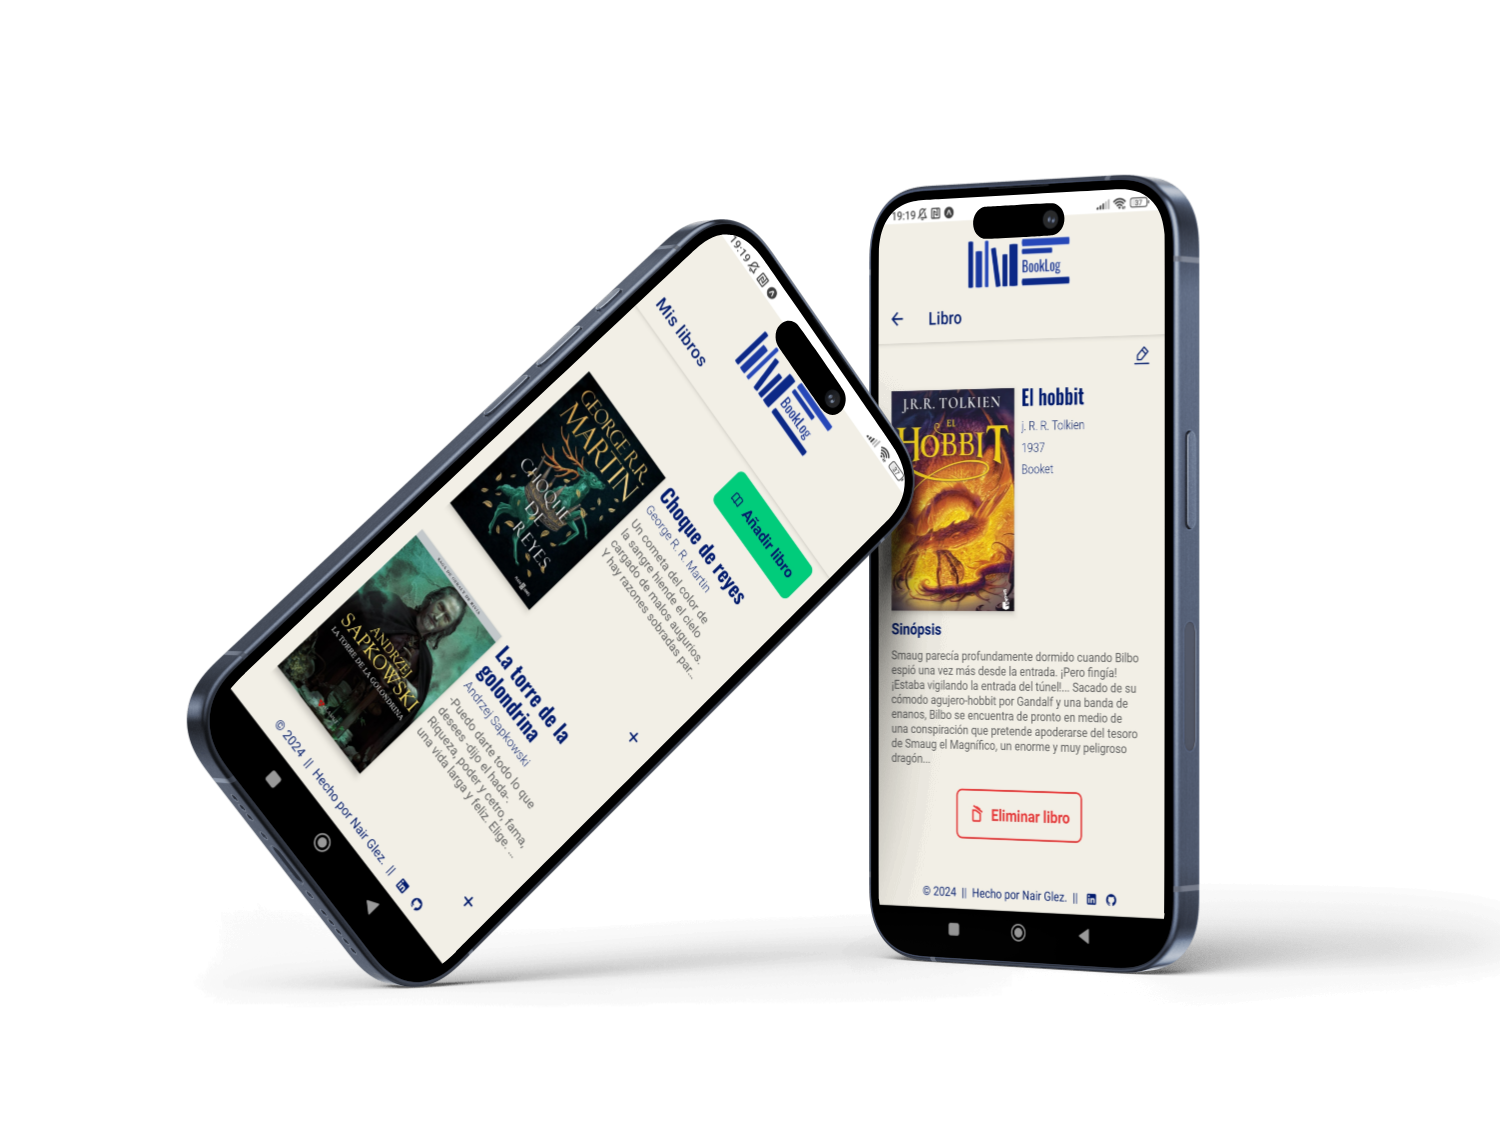 19:19
BookLog
Mis libros
Añadir libro
GEORGE R.R.
MARTIN
CHOQUE
DE
REYES
Choque de reyes
George R. R. Martin
Un cometa del color de
la sangre hiende el cielo
cargado de malos augurios.
Y hay razones sobradas par...
ANDRZEJ
SAPKOWSKI
LA TORRE DE LA GOLONDRINA
La torre de la
golondrina
Andrzej Sapkowski
-Puedo darte todo lo que
desees -dijo el hada-.
Riqueza, poder y cetro, fama,
una vida larga y feliz. Elige. ...
© 2024 || Hecho por Nair Glez. ||
19:19
37
BookLog
Libro
J.R.R. TOLKIEN
EL
HOBBIT
El hobbit
j. R. R. Tolkien
1937
Booket
Sinópsis
Smaug parecía profundamente dormido cuando Bilbo
espió una vez más desde la entrada. ¡Pero fingía!
¡Estaba vigilando la entrada del túnel!... Sacado de su
cómodo agujero-hobbit por Gandalf y una banda de
enanos, Bilbo se encuentra de pronto en medio de
una conspiración que pretende apoderarse del tesoro
de Smaug el Magnífico, un enorme y muy peligroso
dragón...
Eliminar libro
© 2024 || Hecho por Nair Glez. ||